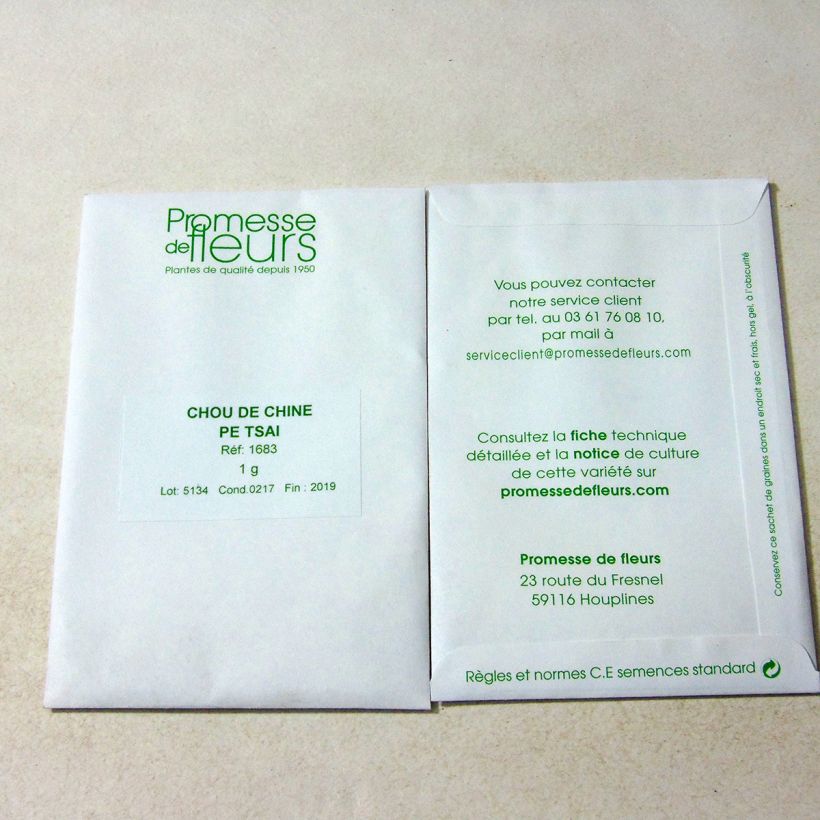 Promesse
de fleurs
Plantes de qualité depuis 1950
CHOU DE CHINE
PE TSAI
Réf: 1683
1 g
Lot: 5134 Cond.0217 Fin : 2019
Vous pouvez contacter
notre service client
par tel. au 03 61 76 08 10,
par mail à
serviceclient@promessedefleurs.com
Consultez la fiche technique
détaillée et la notice de culture
de cette variété sur
promessedefleurs.com
Promesse de fleurs
23 route du Fresnel
59116 Houplines
Règles et normes C.E semences standard
Conservez ce sachet de graines dans un endroit sec et frais, hors gel, à l'obscurité